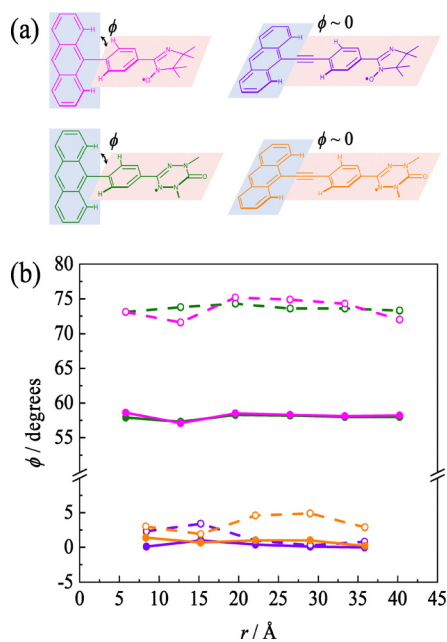 (a)
ϕ
ϕ ~ 0
H
H
N
N
•O
H
H
N
N
•O
ϕ
ϕ ~ 0
H
H
N–N
O
N–N
•
H
H
N–N
O
N–N
•
(b)
80
75
70
65
60
55
5
0
-5
ϕ / degrees
0 5 10 15 20 25 30 35 40 45
r / Å